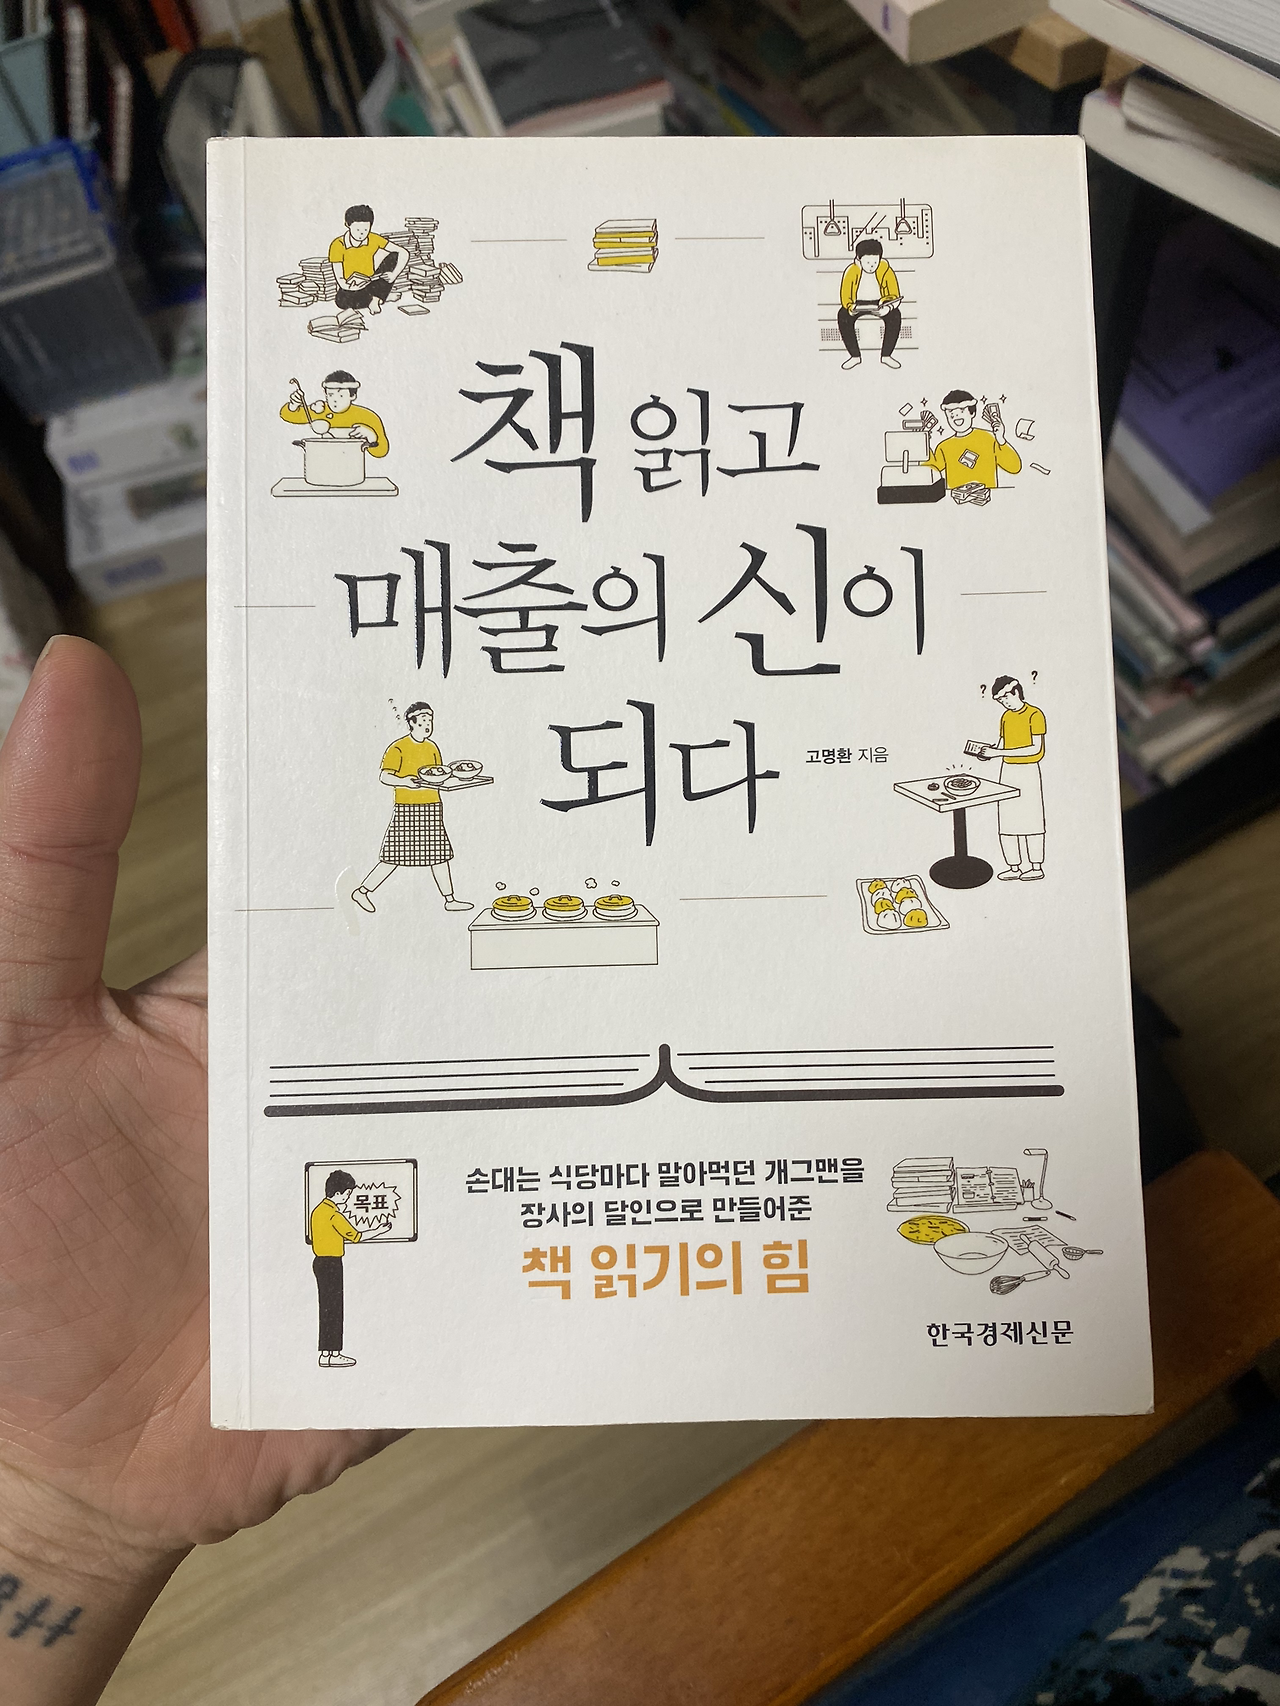 책 읽고
매출의 신이
되다
고명환 지음
목표
손대는 식당마다 말아먹던 개그맨을
장사의 달인으로 만들어준
책 읽기의 힘
한국경제신문